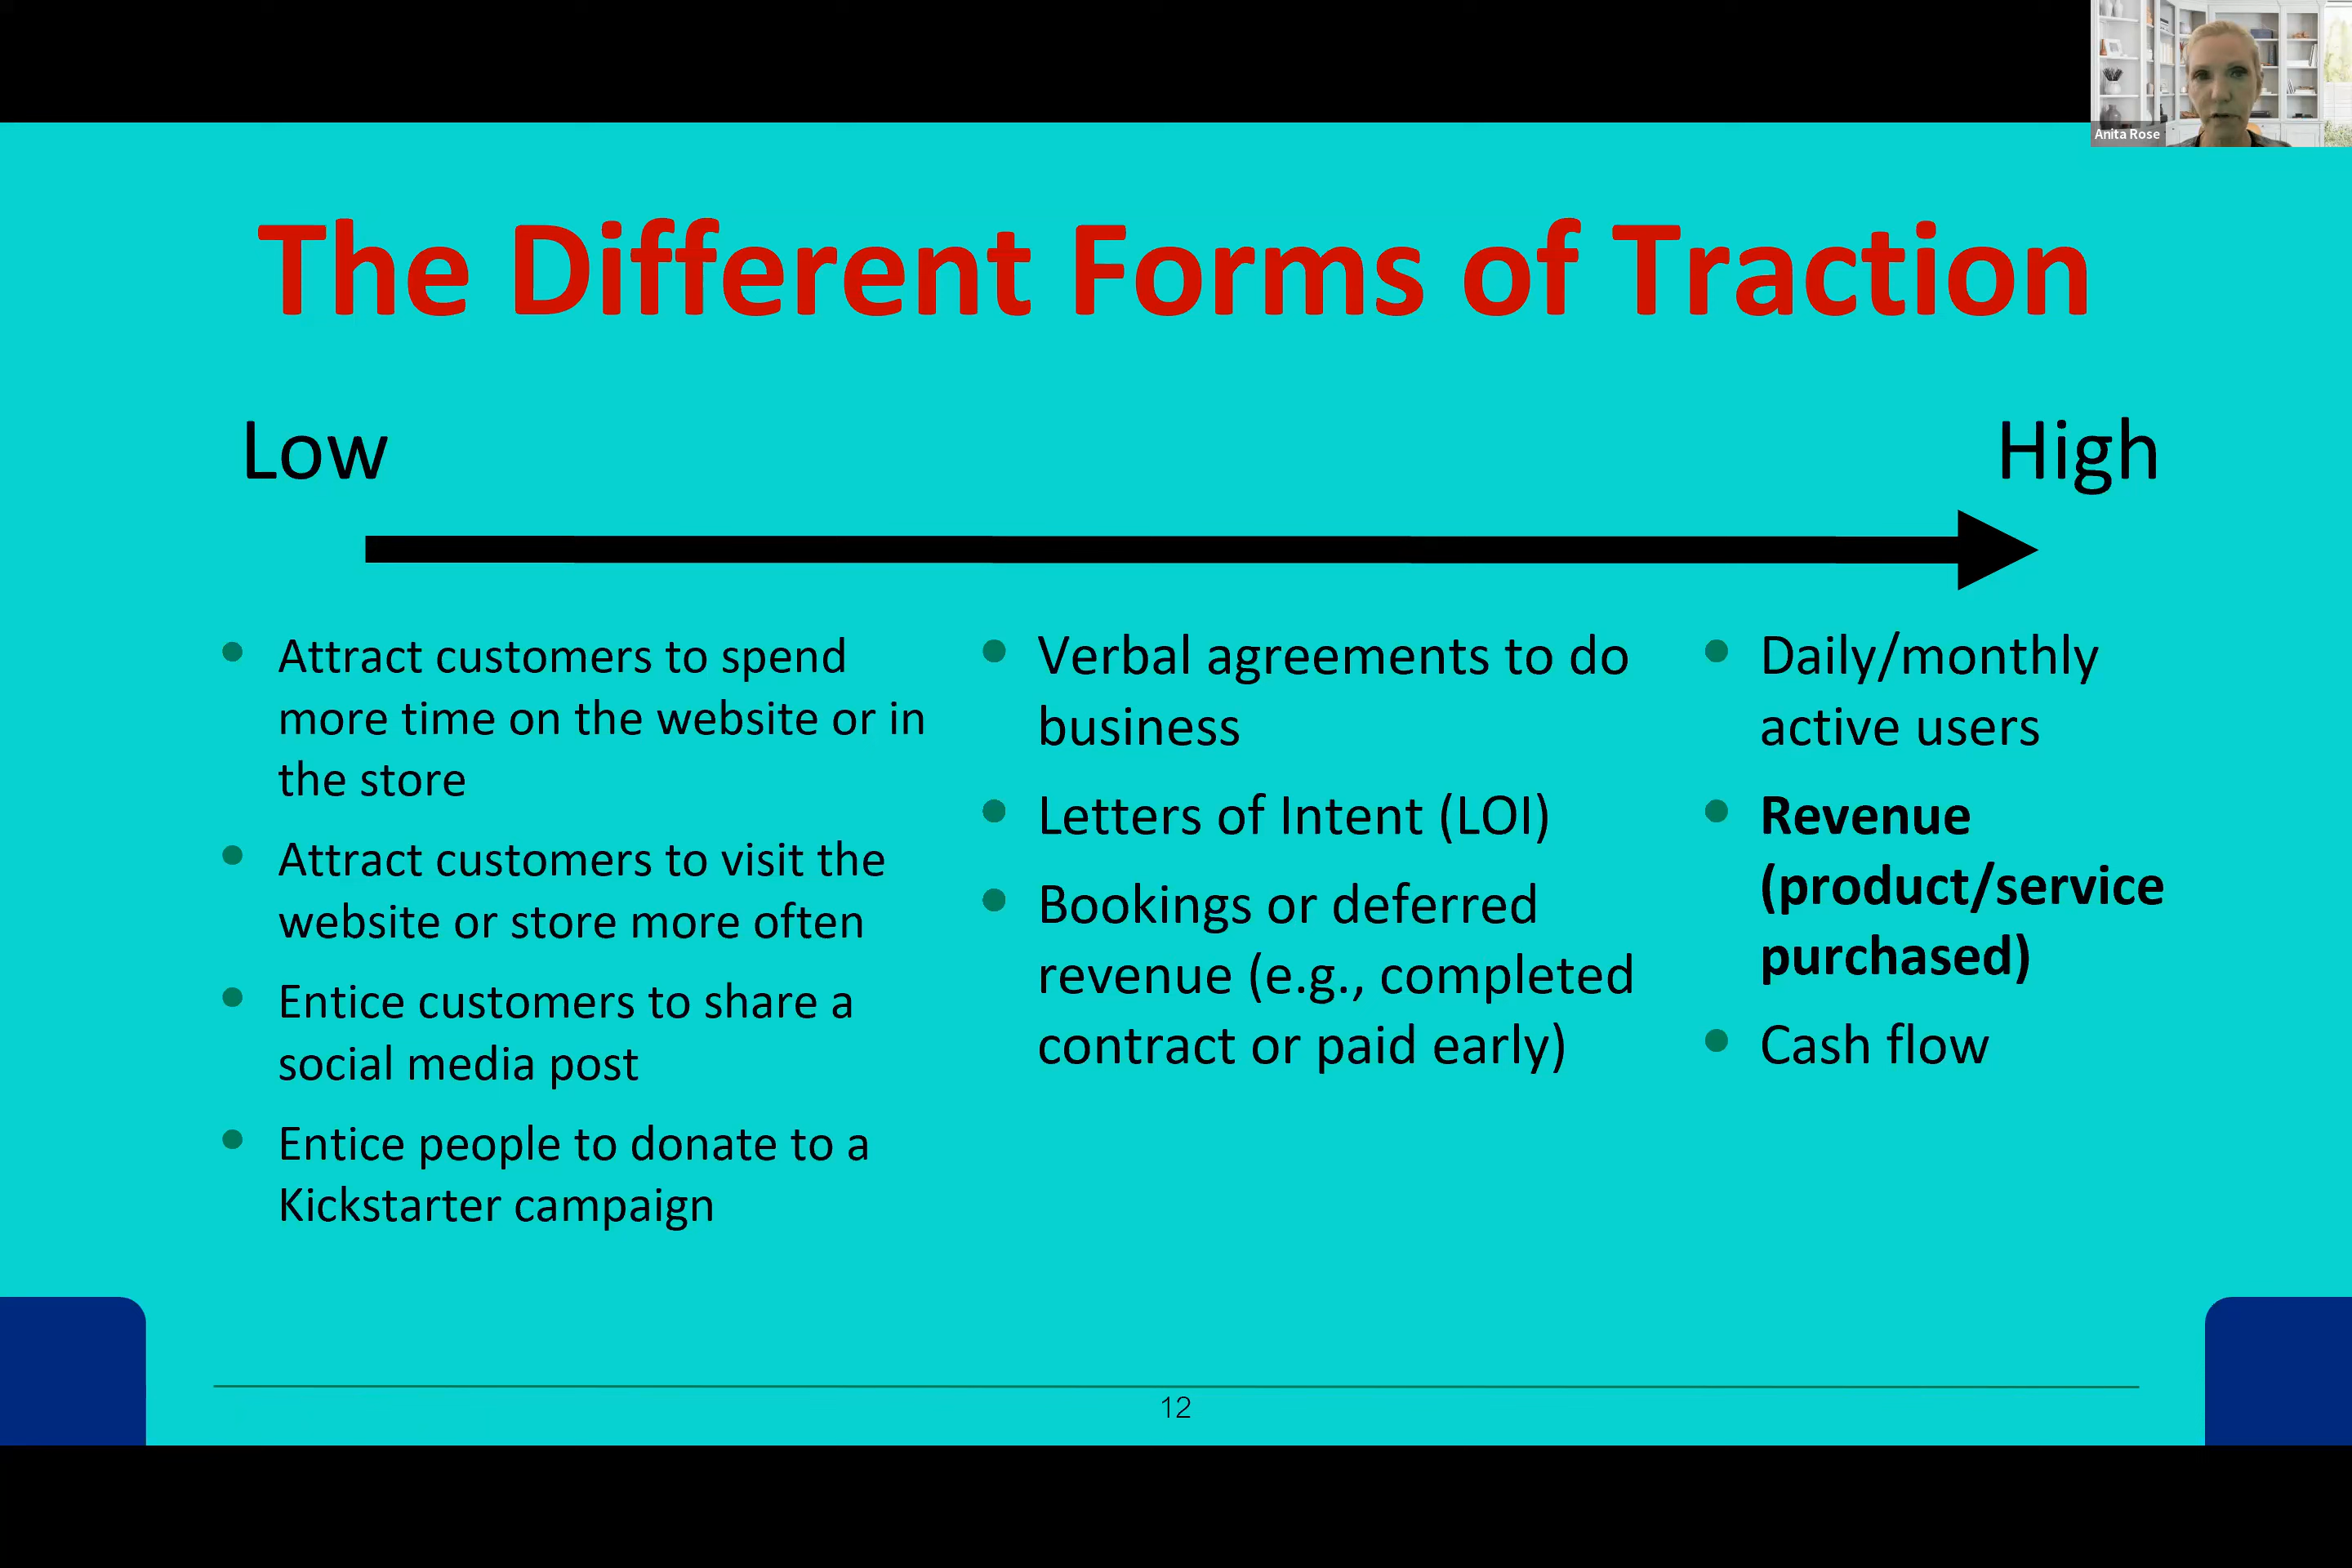 Anita Rose
The Different Forms of Traction
Low
High
Attract customers to spend
more time on the website or in
the store
Attract customers to visit the
website or store more often
Entice customers to share a
social media post
Entice people to donate to a
Kickstarter campaign
Verbal agreements to do
business
Letters of Intent (LOI)
Bookings or deferred
revenue (e.g., completed
contract or paid early)
Daily/monthly
active users
Revenue
(product/service
purchased)
Cash flow
12